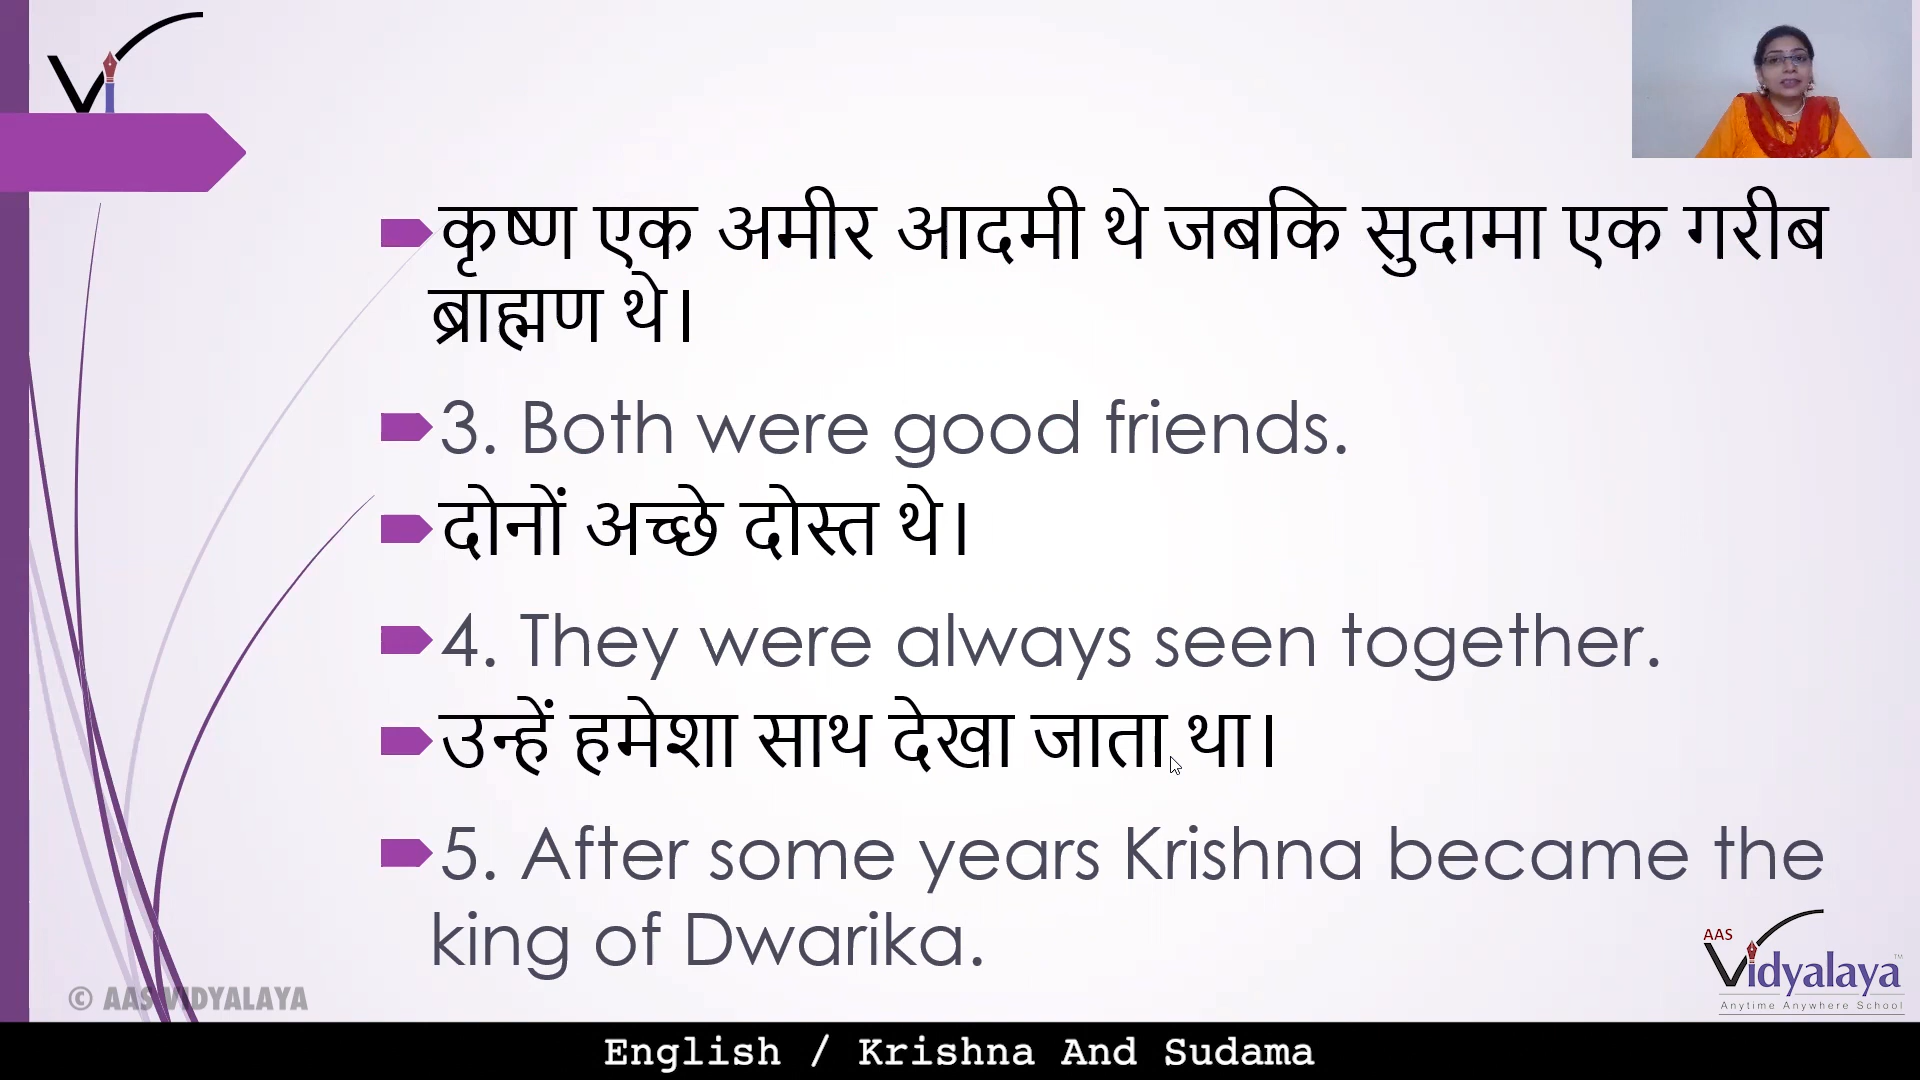 कृष्ण एक अमीर आदमी थे जबकि सुदामा एक गरीब
ब्राह्मण थे।
3. Both were good friends.
दोनों अच्छे दोस्त थे।
4. They were always seen together.
उन्हें हमेशा साथ देखा जाता था।
5. After some years Krishna became the
king of Dwarika.
AAS
Vidyalaya™
Anytime Anywhere School
© AAS VIDYALAYA
English / Krishna And Sudama